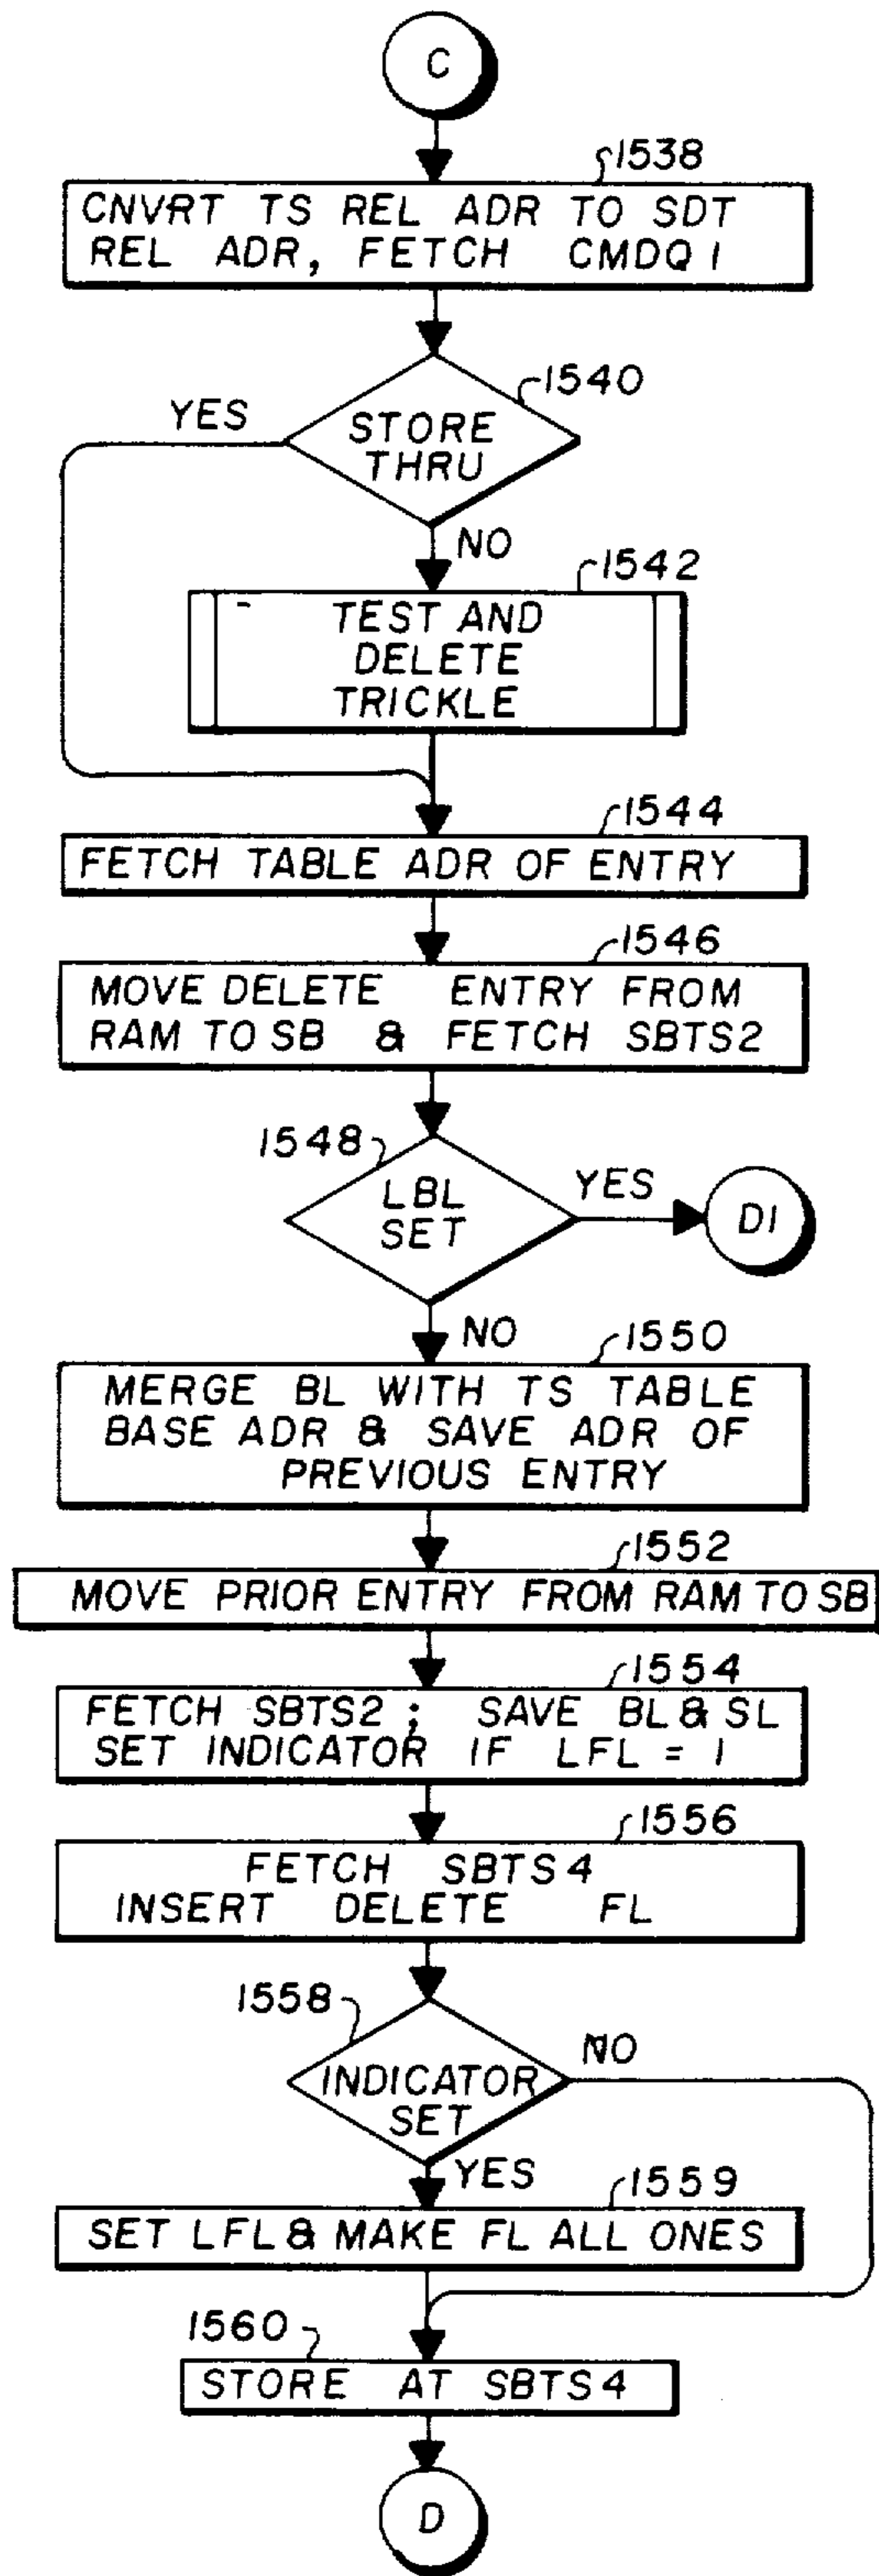 C
1538
CNVRT TS REL ADR TO SDT
REL ADR, FETCH CMDQ1
1540
YES
STORE
THRU
NO
1542
TEST AND
DELETE
TRICKLE
1544
FETCH TABLE ADR OF ENTRY
1546
MOVE DELETE ENTRY FROM
RAM TO SB & FETCH SBTS2
1548
LBL
SET
YES
D1
NO
1550
MERGE BL WITH TS TABLE
BASE ADR & SAVE ADR OF
PREVIOUS ENTRY
1552
MOVE PRIOR ENTRY FROM RAM TO SB
1554
FETCH SBTS2; SAVE BL & SL
SET INDICATOR IF LFL = 1
1556
FETCH SBTS4
INSERT DELETE FL
1558
NO
INDICATOR
SET
YES
1559
SET LFL & MAKE FL ALL ONES
1560
STORE AT SBTS4
D